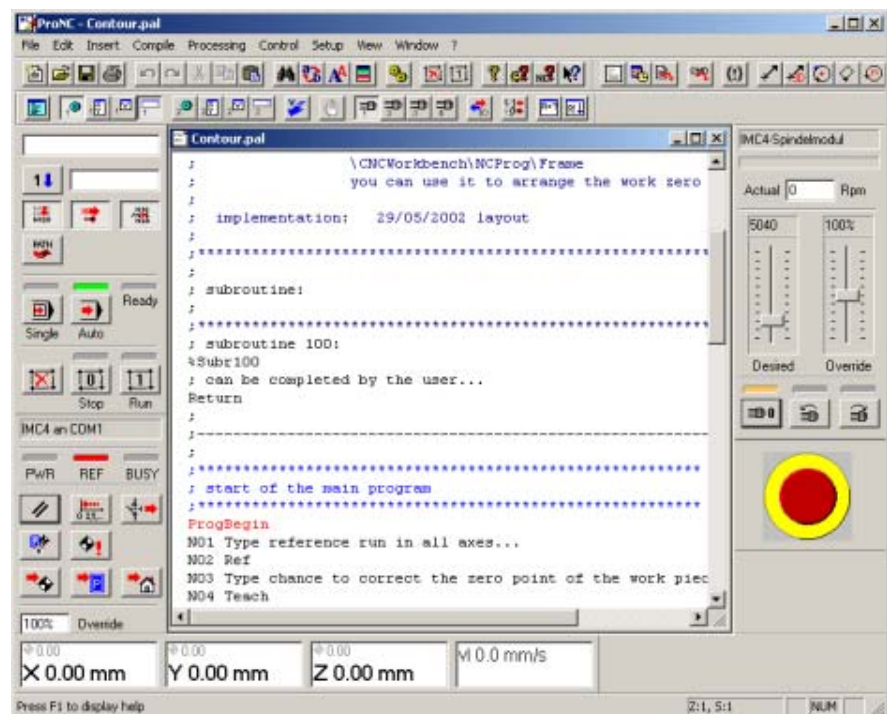 ProNC - Contour.pal
File Edit Insert Compile Processing Control Setup View Window ?
Contour.pal
; \CNCWorkbench\NCProg\Frame
; you can use it to arrange the work zero
;
; implementation: 29/05/2002 layout
;
;************************************************************
;
; subroutine:
;
;************************************************************
; subroutine 100:
%Subr100
; can be completed by the user...
Return
;
;------------------------------------------------------------
;
;************************************************************
; start of the main program
;************************************************************
ProgBegin
N01 Type reference run in all axes...
N02 Ref
N03 Type chance to correct the zero point of the work piec
N04 Teach
PATH
Ready
Single Auto
Stop Run
IMC4 an COM1
PWR REF BUSY
100% Override
IMC4-Spindelmodul
Actual 0 Rpm
5040 100%
Desired Override
0.00 0.00 0.00
X 0.00 mm Y 0.00 mm Z 0.00 mm vl 0.0 mm/s
Press F1 to display help Z:1, S:1 NUM